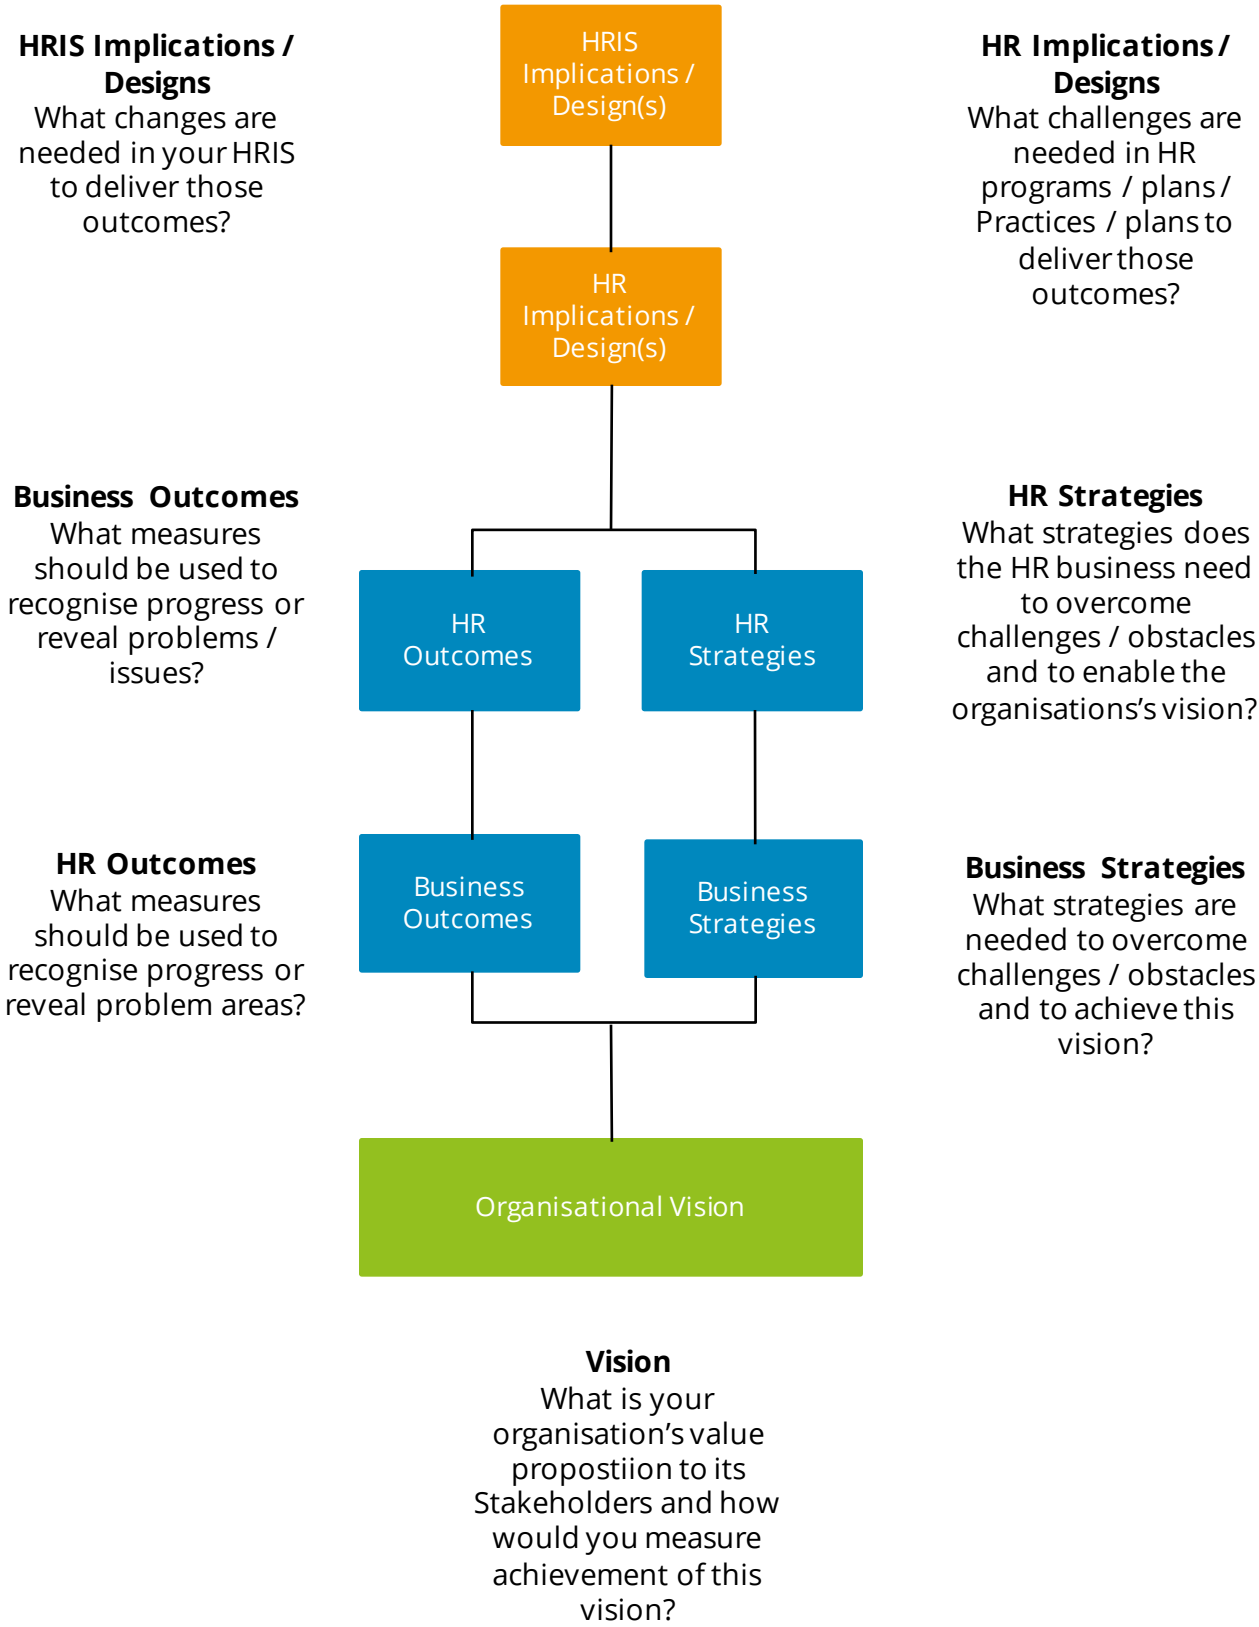 HRIS Implications /
Designs
What changes are
needed in your HRIS
to deliver those
outcomes?
HRIS
Implications /
Design(s)
HR Implications /
Designs
What challenges are
needed in HR
programs / plans /
Practices / plans to
deliver those
outcomes?
HR
Implications /
Design(s)
Business Outcomes
What measures
should be used to
recognise progress or
reveal problems /
issues?
HR
Outcomes
HR
Strategies
HR Strategies
What strategies does
the HR business need
to overcome
challenges / obstacles
and to enable the
organisations's vision?
HR Outcomes
What measures
should be used to
recognise progress or
reveal problem areas?
Business
Outcomes
Business
Strategies
Business Strategies
What strategies are
needed to overcome
challenges / obstacles
and to achieve this
vision?
Organisational Vision
Vision
What is your
organisation’s value
propostiion to its
Stakeholders and how
would you measure
achievement of this
vision?